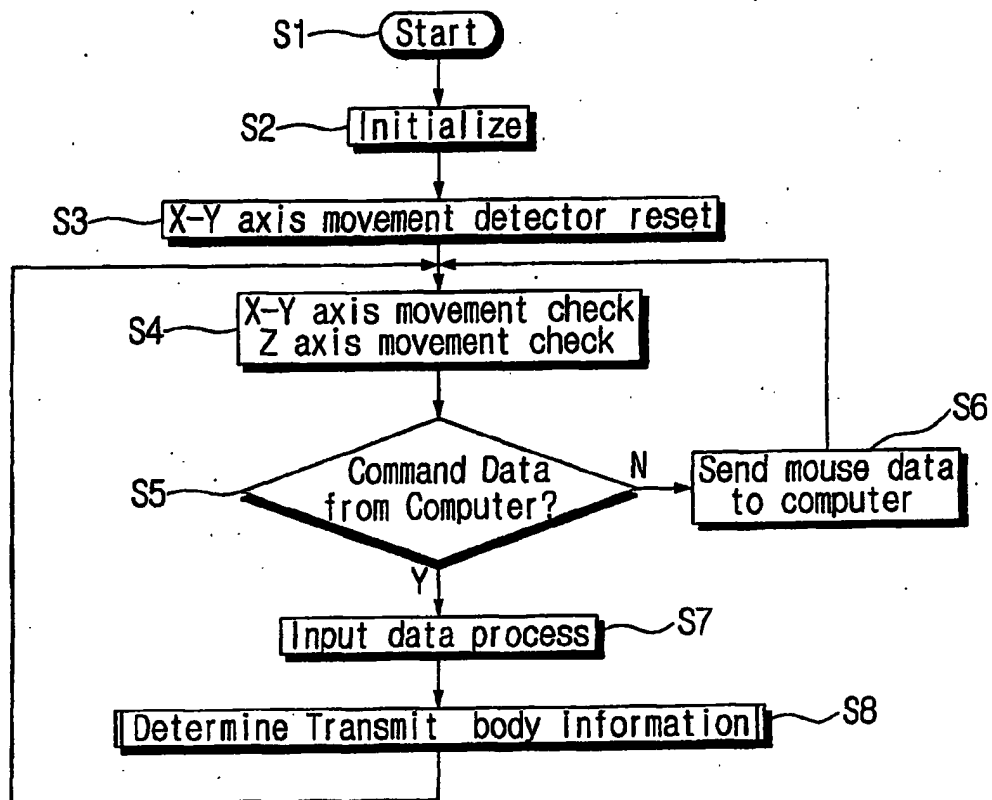 S1
Start
S2
Initialize
S3
X-Y axis movement detector reset
S4
X-Y axis movement check
Z axis movement check
S5
Command Data
from Computer?
N
S6
Send mouse data
to computer
Y
Input data process
S7
Determine Transmit body information
S8